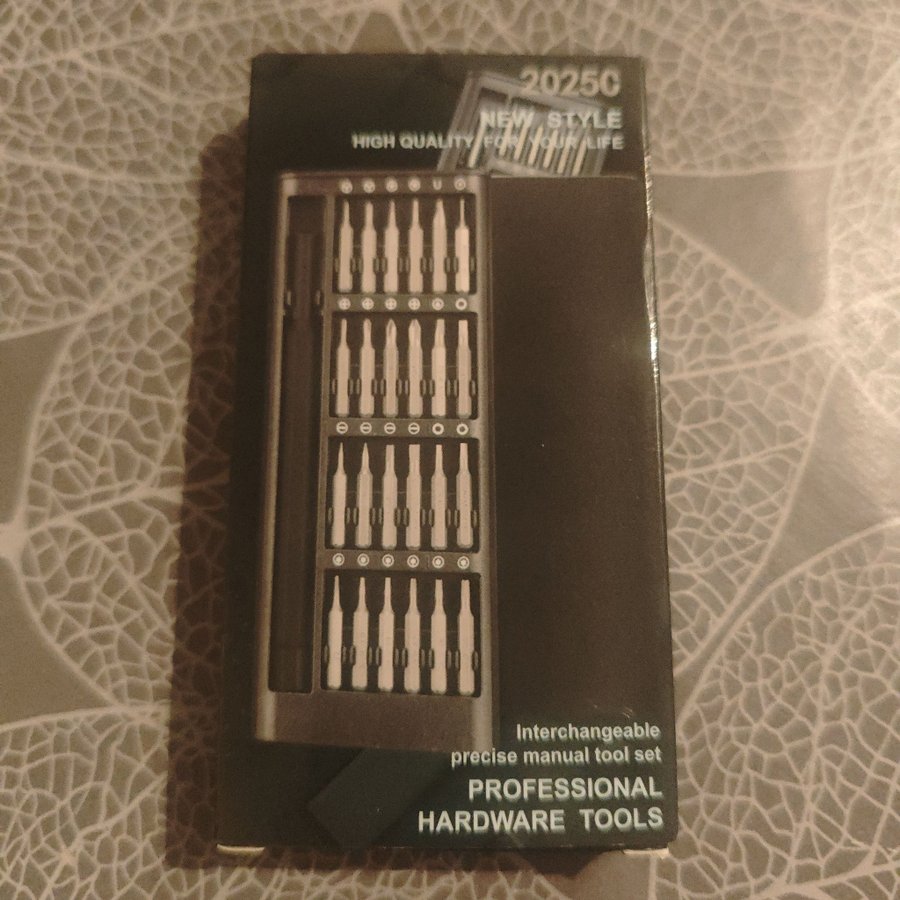 2025C
NEW STYLE
HIGH QUALITY FOR YOUR LIFE
Interchangeable
precise manual tool set
PROFESSIONAL
HARDWARE TOOLS